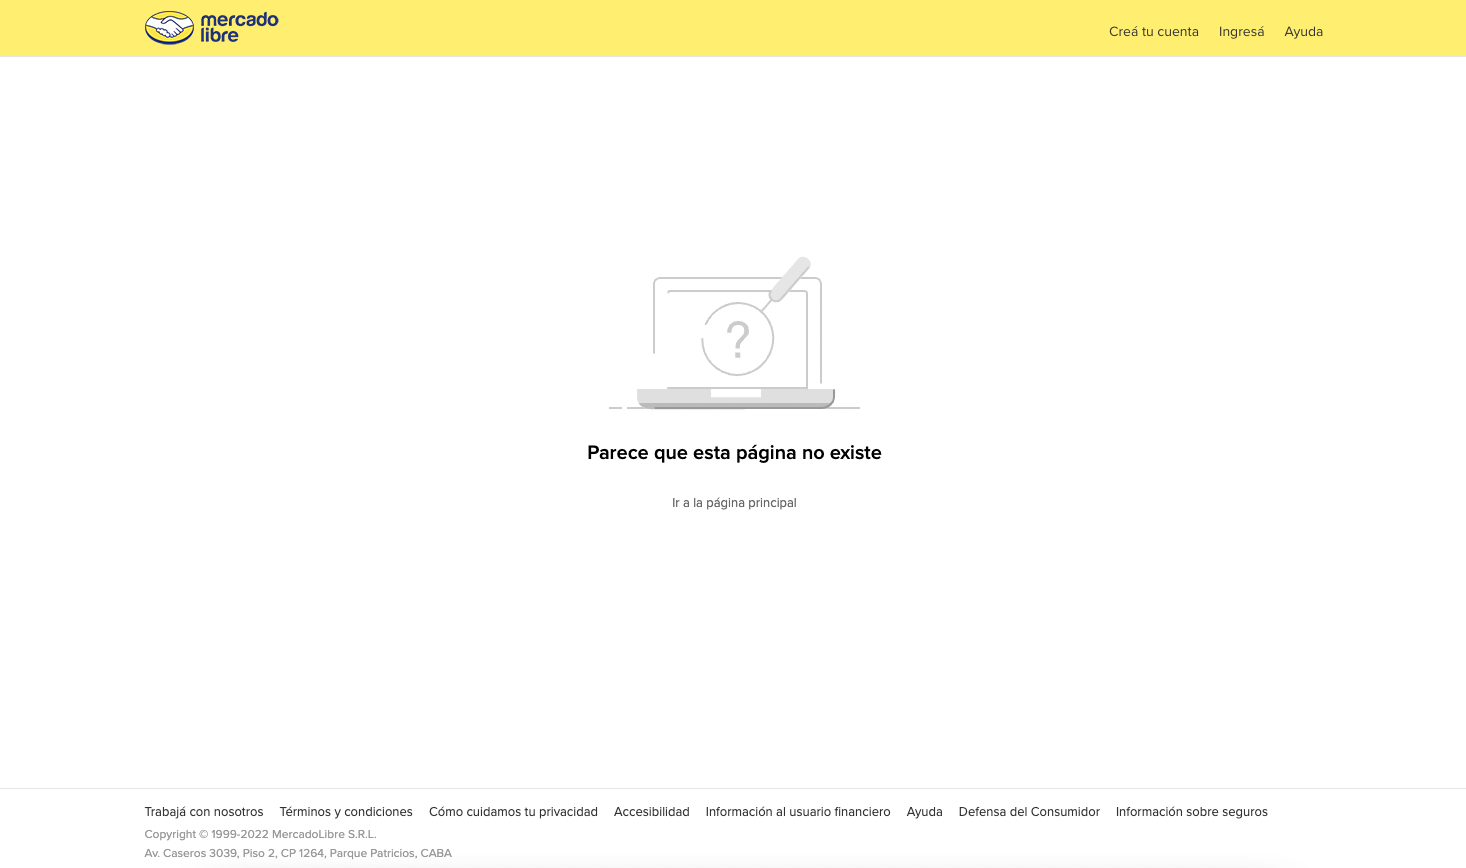 mercado
libre
Creá tu cuenta Ingresá Ayuda
?
Parece que esta página no existe
Ir a la página principal
Trabajá con nosotros Términos y condiciones Cómo cuidamos tu privacidad Accesibilidad Información al usuario financiero Ayuda Defensa del Consumidor Información sobre seguros
Copyright © 1999-2022 MercadoLibre S.R.L.
Av. Caseros 3039, Piso 2, CP 1264, Parque Patricios, CABA